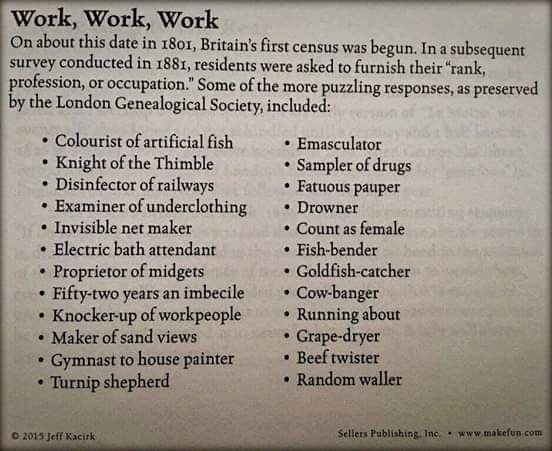 Work, Work, Work
On about this date in 1801, Britain's first census was begun. In a subsequent
survey conducted in 1881, residents were asked to furnish their "rank,
profession, or occupation." Some of the more puzzling responses, as preserved
by the London Genealogical Society, included:
• Colourist of artificial fish
• Knight of the Thimble
• Disinfector of railways
• Examiner of underclothing
• Invisible net maker
• Electric bath attendant
• Proprietor of midgets
• Fifty-two years an imbecile
• Knocker-up of workpeople
• Maker of sand views
• Gymnast to house painter
• Turnip shepherd
• Emasculator
• Sampler of drugs
• Fatuous pauper
• Drowner
• Count as female
• Fish-bender
• Goldfish-catcher
• Cow-banger
• Running about
• Grape-dryer
• Beef twister
• Random waller
© 2015 Jeff Kacirk
Sellers Publishing, Inc. • www.makefun.com